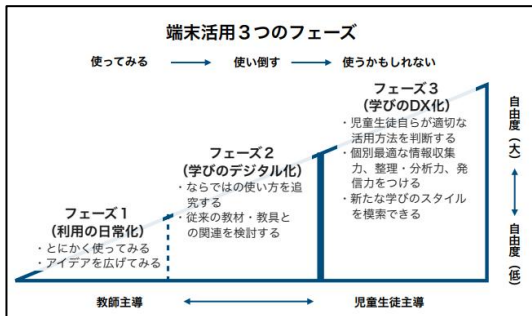 端末活用3つのフェーズ
使ってみる
使い倒す
使うかもしれない
フェーズ1
(利用の日常化)
・とにかく使ってみる
・アイデアを広げてみる
フェーズ2
(学びのデジタル化)
・ならではの使い方を追
究する
・従来の教材・教具と
の関連を検討する
フェーズ3
(学びのDX化)
・児童生徒自らが適切な
活用方法を判断する
・個別最適な情報収集
力、整理・分析力、発
信力をつける
・新たな学びのスタイル
を模索できる
自由度(大)
自由度(低)
教師主導
児童生徒主導